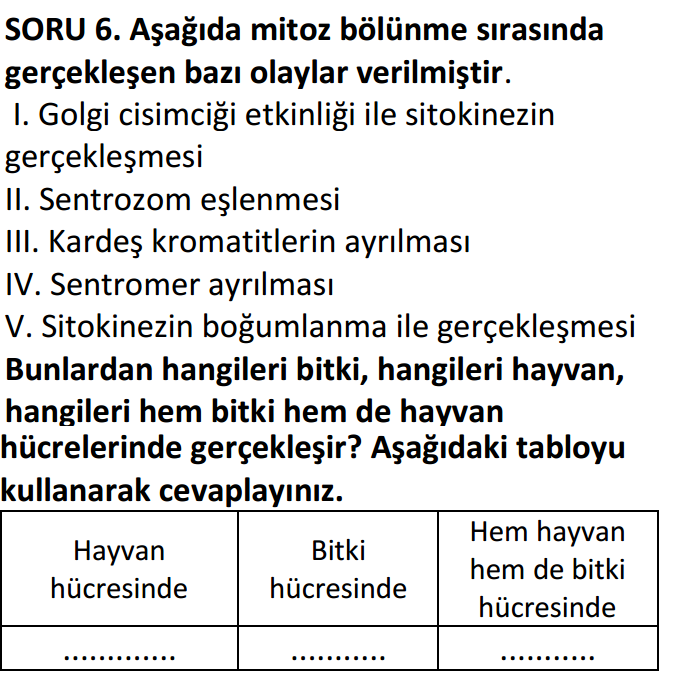 SORU 6. Aşağıda mitoz bölünme sırasında
gerçekleşen bazı olaylar verilmiştir.
I. Golgi cisimciği etkinliği ile sitokinezin
gerçekleşmesi
II. Sentrozom eşlenmesi
III. Kardeş kromatitlerin ayrılması
IV. Sentromer ayrılması
V. Sitokinezin boğumlanma ile gerçekleşmesi
Bunlardan hangileri bitki, hangileri hayvan,
hangileri hem bitki hem de hayvan
hücrelerinde gerçekleşir? Aşağıdaki tabloyu
kullanarak cevaplayınız.
Hayvan
hücresinde
Bitki
hücresinde
Hem hayvan
hem de bitki
hücresinde
............. ........... ...........